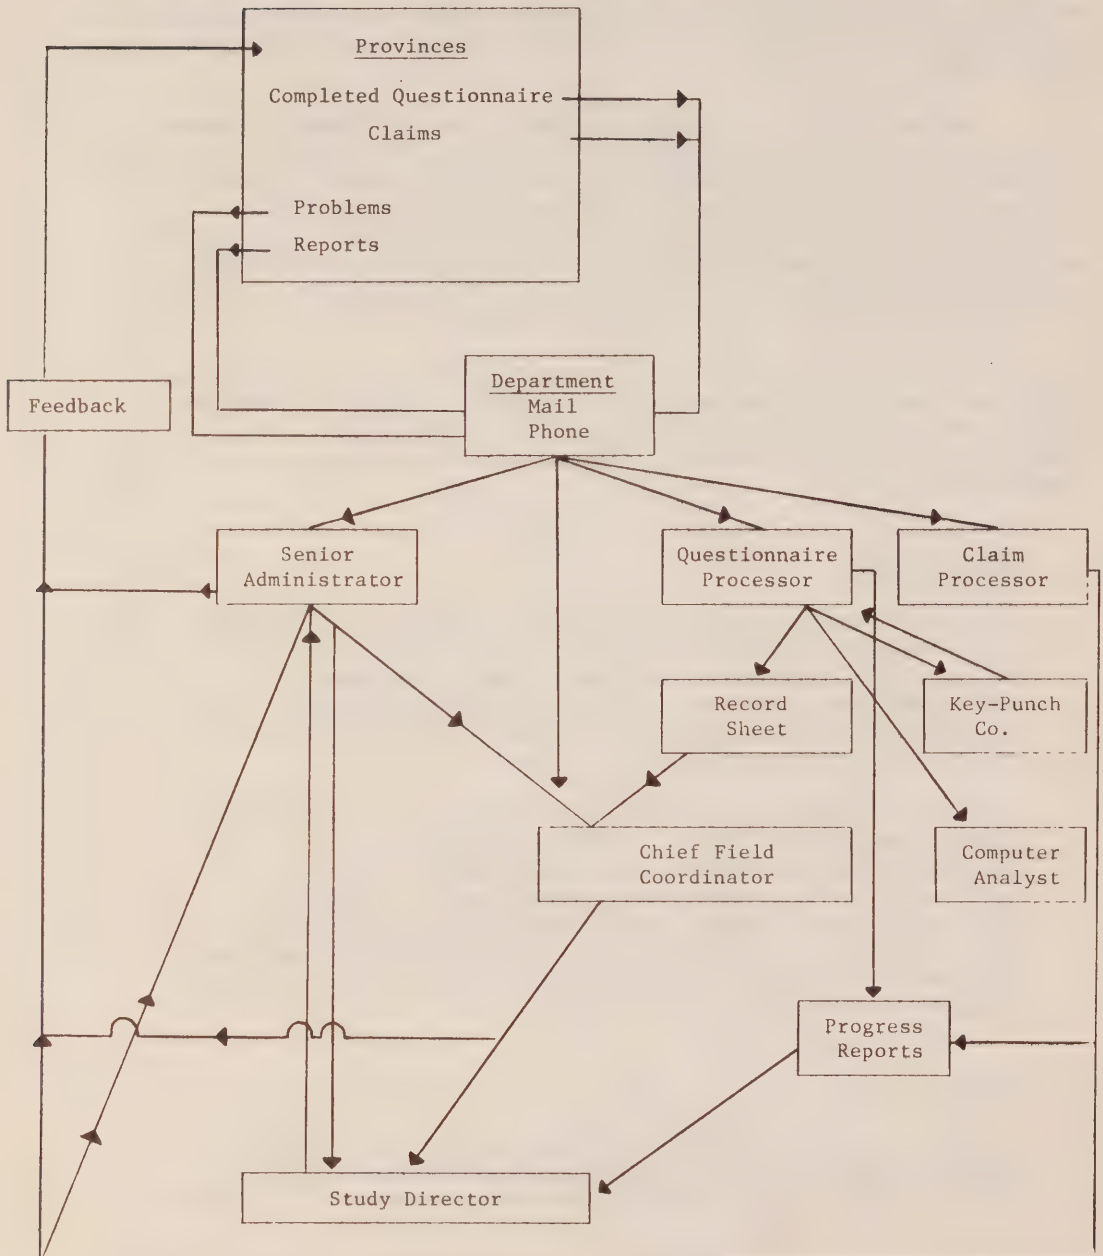 Provinces
Completed Questionnaire
Claims
Problems
Reports
Feedback
Department
Mail
Phone
Senior
Administrator
Questionnaire
Processor
Claim
Processor
Record
Sheet
Key-Punch
Co.
Chief Field
Coordinator
Computer
Analyst
Progress
Reports
Study Director